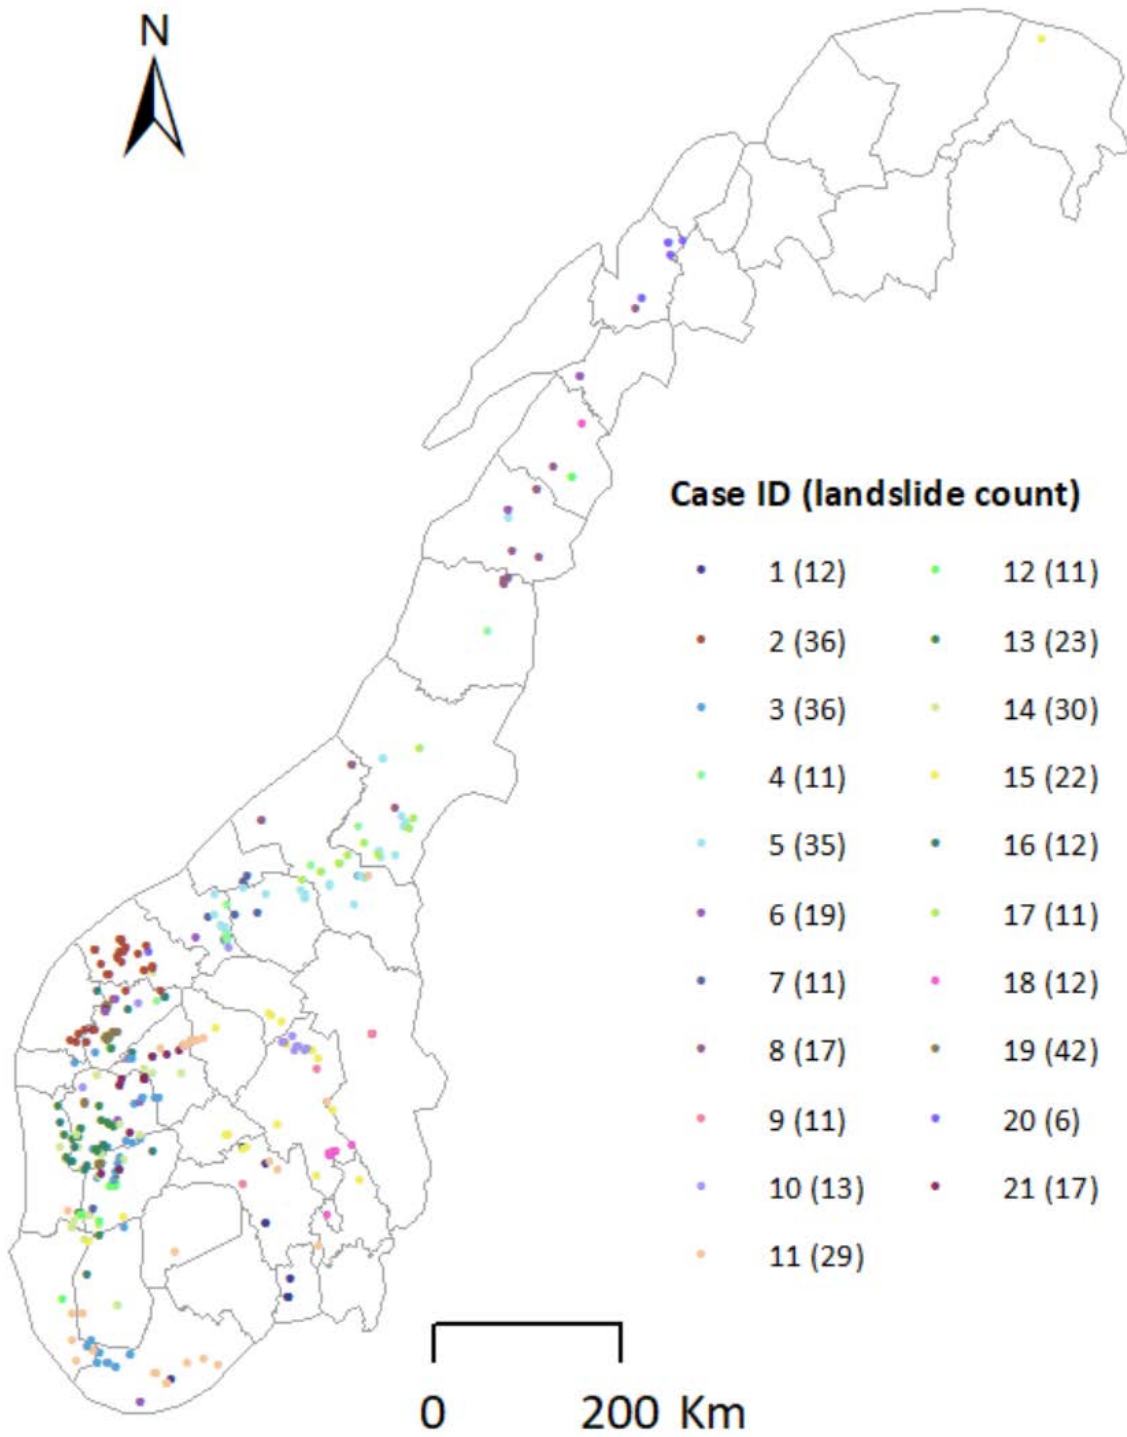 N
Case ID (landslide count)
1 (12) 12 (11)
2 (36) 13 (23)
3 (36) 14 (30)
4 (11) 15 (22)
5 (35) 16 (12)
6 (19) 17 (11)
7 (11) 18 (12)
8 (17) 19 (42)
9 (11) 20 (6)
10 (13) 21 (17)
11 (29)
0 200 Km